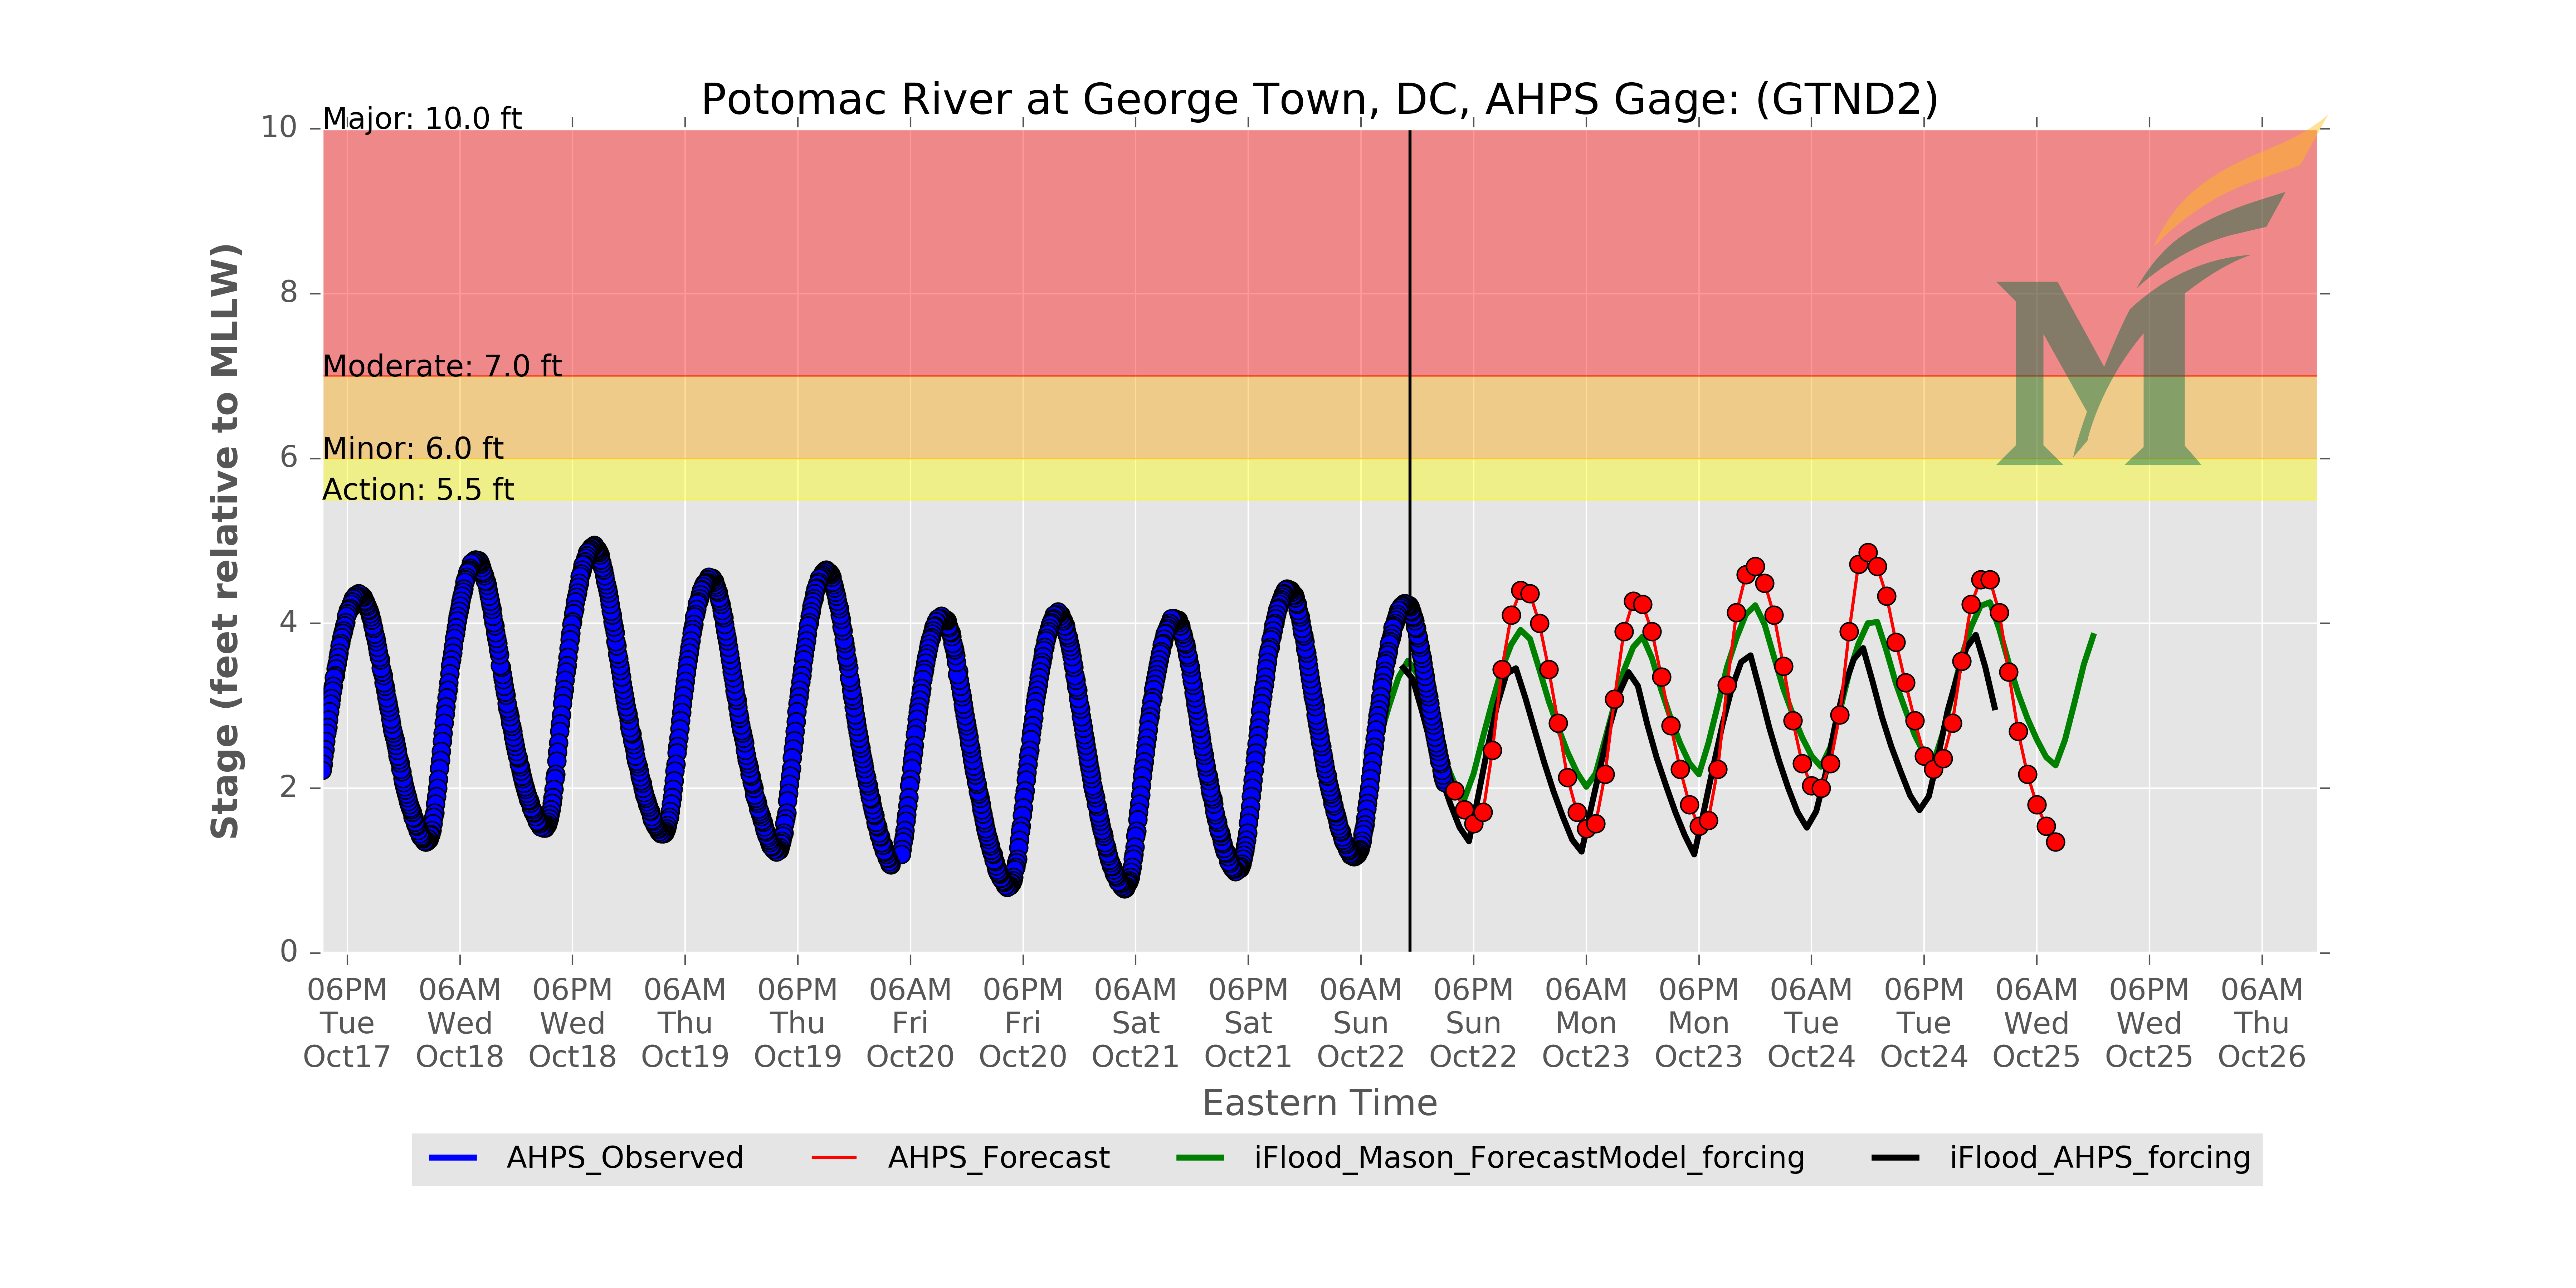 Potomac River at George Town, DC, AHPS Gage: (GTND2)
Stage (feet relative to MLLW)
10
8
6
4
2
0
Major: 10.0 ft
Moderate: 7.0 ft
Minor: 6.0 ft
Action: 5.5 ft
M
06PM 06AM 06PM 06AM 06PM 06AM 06PM 06AM 06PM 06AM 06PM 06AM 06PM 06AM 06PM 06AM 06PM 06AM
Tue Wed Wed Thu Thu Fri Fri Sat Sat Sun Sun Mon Mon Tue Tue Wed Wed Thu
Oct17 Oct18 Oct18 Oct19 Oct19 Oct20 Oct20 Oct21 Oct21 Oct22 Oct22 Oct23 Oct23 Oct24 Oct24 Oct25 Oct25 Oct26
Eastern Time
AHPS_Observed AHPS_Forecast iFlood_Mason_ForecastModel_forcing iFlood_AHPS_forcing